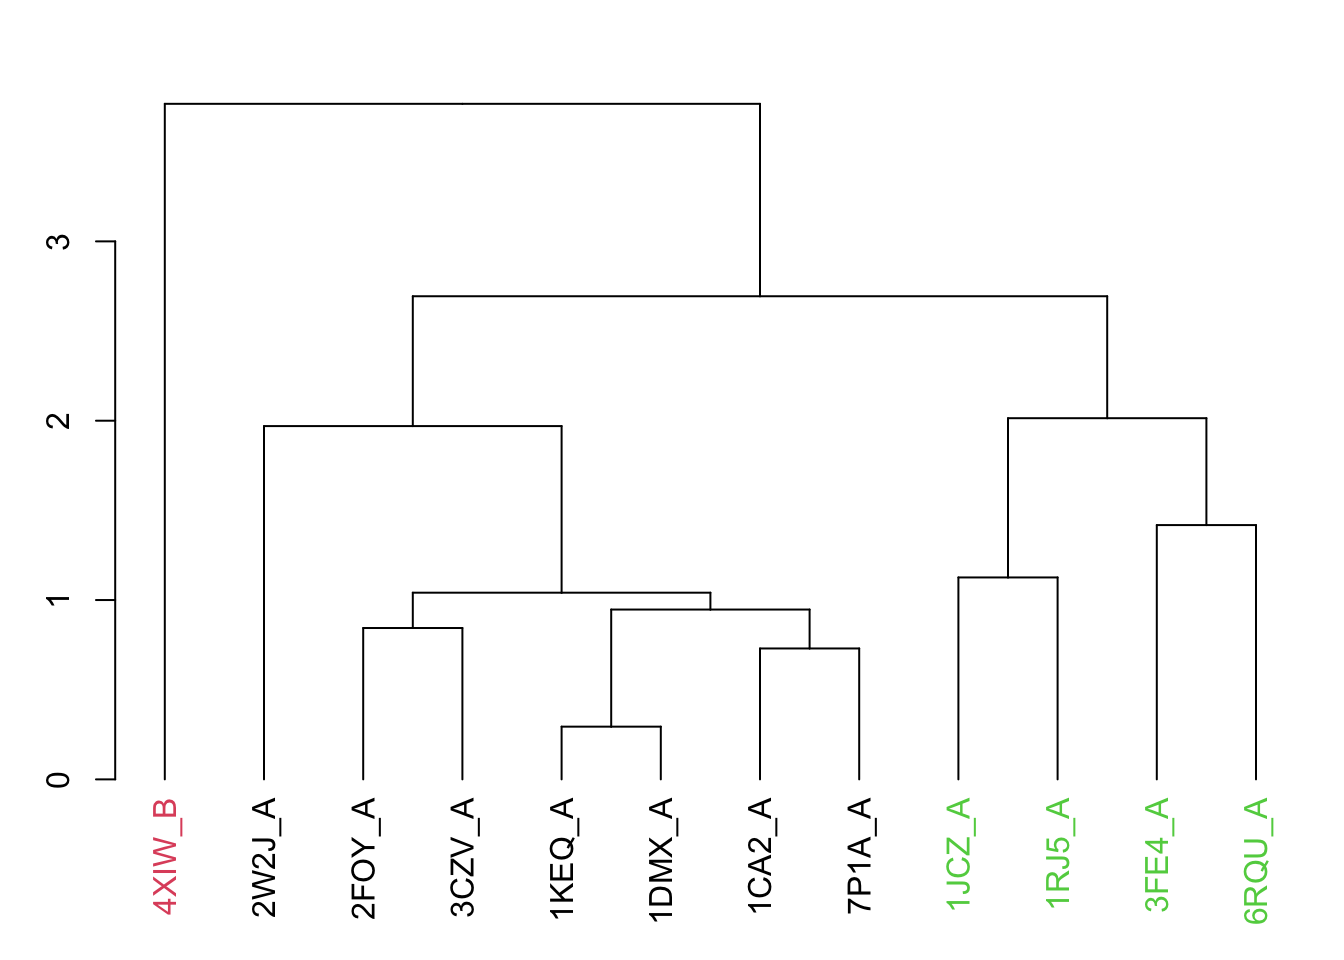 3
2
1
0
4XIW_B
2W2J_A
2FOY_A
3CZV_A
1KEQ_A
1DMX_A
1CA2_A
7P1A_A
1JCZ_A
1RJ5_A
3FE4_A
6RQU_A